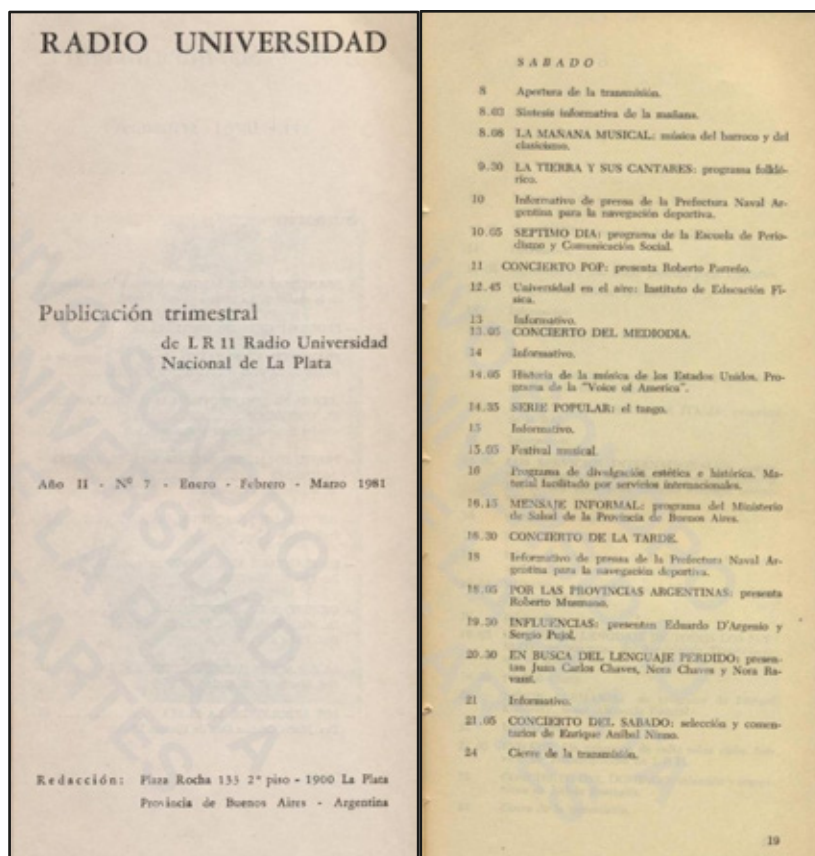 RADIO UNIVERSIDAD
Publicación trimestral
de L R 11 Radio Universidad
Nacional de La Plata
Año II - Nº 7 - Enero - Febrero - Marzo 1981
Redacción: Plaza Rocha 133 2º piso - 1900 La Plata
Provincia de Buenos Aires - Argentina
SABADO
8 Apertura de la transmisión.
8.03 Síntesis informativa de la mañana.
8.08 LA MAÑANA MUSICAL: música del barroco y del
clasicismo.
9.30 LA TIERRA Y SUS CANTARES: programa folkló-
rico.
10 Informativo de prensa de la Prefectura Naval Ar-
gentina para la navegación deportiva.
10.05 SEPTIMO DIA: programa de la Escuela de Perio-
dismo y Comunicación Social.
11 CONCIERTO POP: presenta Roberto Parreño.
12.45 Universidad en el aire: Instituto de Educación Fí-
sica.
13 Informativo.
13.05 CONCIERTO DEL MEDIODIA.
14 Informativo.
14.05 Historia de la música de los Estados Unidos. Pro-
grama de la "Voice of America".
14.35 SERIE POPULAR: el tango.
15 Informativo.
15.05 Festival musical.
16 Programa de divulgación estética e histórica. Ma-
terial facilitado por servicios internacionales.
16.15 MENSAJE INFORMAL: programa del Ministerio
de Salud de la Provincia de Buenos Aires.
16.30 CONCIERTO DE LA TARDE.
18 Informativo de prensa de la Prefectura Naval Ar-
gentina para la navegación deportiva.
18.05 POR LAS PROVINCIAS ARGENTINAS: presenta
Roberto Musmano.
19.30 INFLUENCIAS: presentan Eduardo D'Argenio y
Sergio Pujol.
20.30 EN BUSCA DEL LENGUAJE PERDIDO: presen-
tan Juan Carlos Chaves, Nora Chaves y Nora Ra-
vassi.
21 Informativo.
21.05 CONCIERTO DEL SABADO: selección y comen-
tarios de Enrique Aníbal Ninno.
24 Cierre de la transmisión.
19